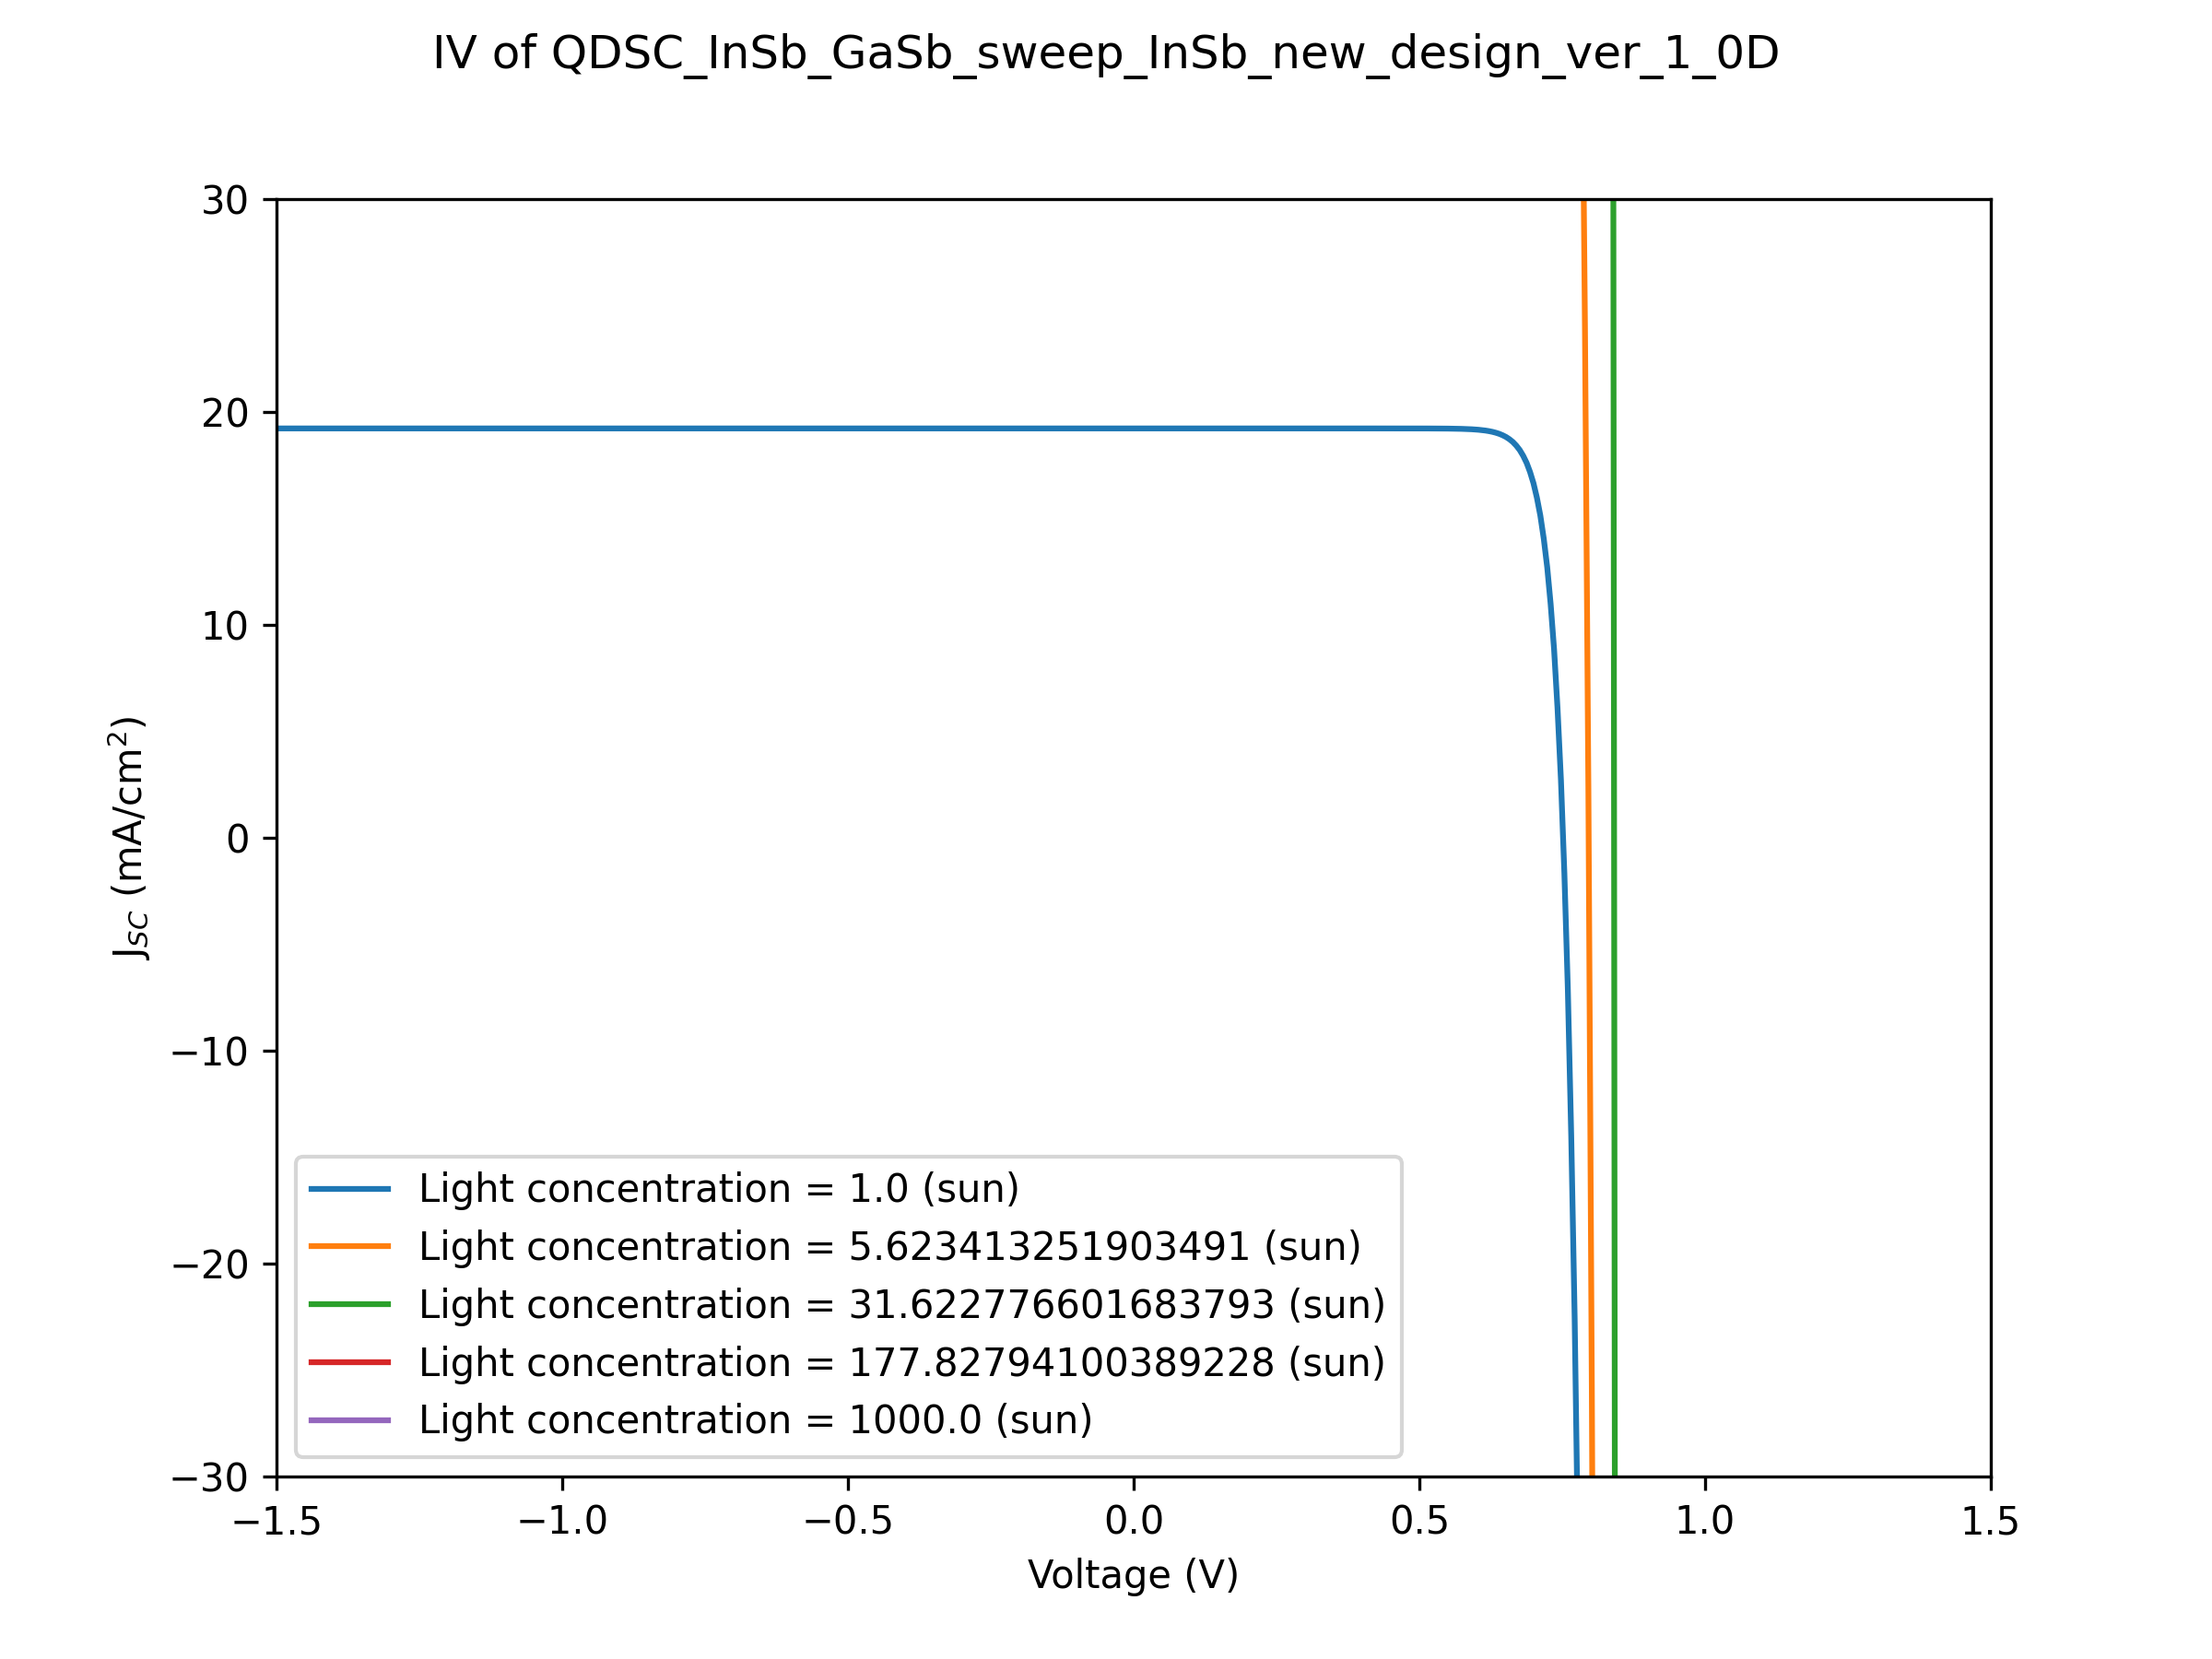 IV of QDSC_InSb_GaSb_sweep_InSb_new_design_ver_1_0D
30
20
10
0
−10
−20
−30
J_SC (mA/cm²)
Light concentration = 1.0 (sun)
Light concentration = 5.623413251903491 (sun)
Light concentration = 31.622776601683793 (sun)
Light concentration = 177.82794100389228 (sun)
Light concentration = 1000.0 (sun)
−1.5 −1.0 −0.5 0.0 0.5 1.0 1.5
Voltage (V)